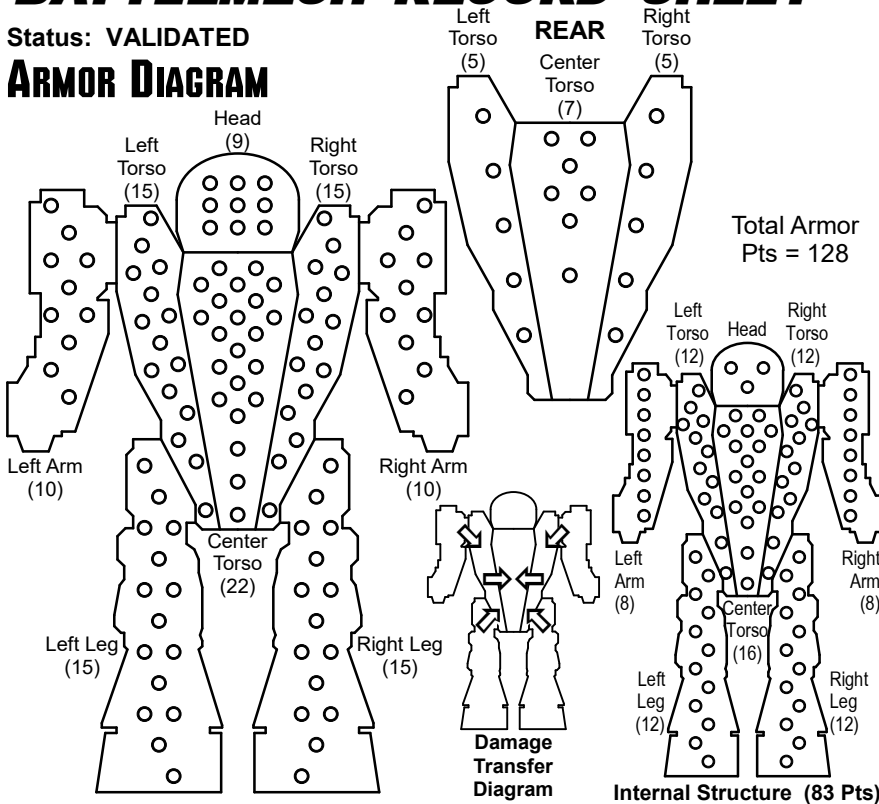 Status: VALIDATED
ARMOR DIAGRAM
Head
(9)
Left
Torso
(15)
Right
Torso
(15)
Left Arm
(10)
Right Arm
(10)
Center
Torso
(22)
Left Leg
(15)
Right Leg
(15)
Left
Torso
(5)
REAR
Center
Torso
(7)
Right
Torso
(5)
Total Armor
Pts = 128
Damage
Transfer
Diagram
Left
Torso
(12)
Head
Right
Torso
(12)
Left
Arm
(8)
Right
Arm
(8)
Center
Torso
(16)
Left
Leg
(12)
Right
Leg
(12)
Internal Structure (83 Pts)